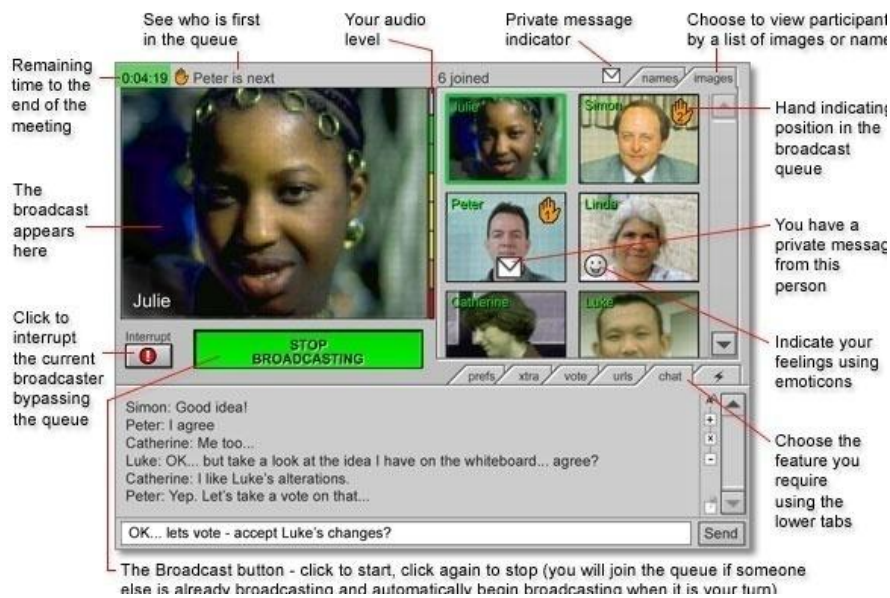 See who is first
in the queue
Your audio
level
Private message
indicator
Choose to view participant
by a list of images or name
Remaining
time to the
end of the
meeting
0:04:19 Peter is next
6 joined
names images
Julie
Simon
2
Hand indicating
position in the
broadcast
queue
The
broadcast
appears
here
Peter
1
Linda
You have a
private message
from this
person
Julie
Catherine
Luke
Click to
interrupt
the current
broadcaster
bypassing
the queue
Interrupt
STOP
BROADCASTING
Indicate your
feelings using
emoticons
prefs xtra vote urls chat
Simon: Good idea!
Peter: I agree
Catherine: Me too...
Luke: OK... but take a look at the idea I have on the whiteboard... agree?
Catherine: I like Luke's alterations.
Peter: Yep. Let's take a vote on that...
Choose the
feature you
require
using the
lower tabs
OK... lets vote - accept Luke's changes?
Send
The Broadcast button - click to start, click again to stop (you will join the queue if someone
else is already broadcasting and automatically begin broadcasting when it is your turn)